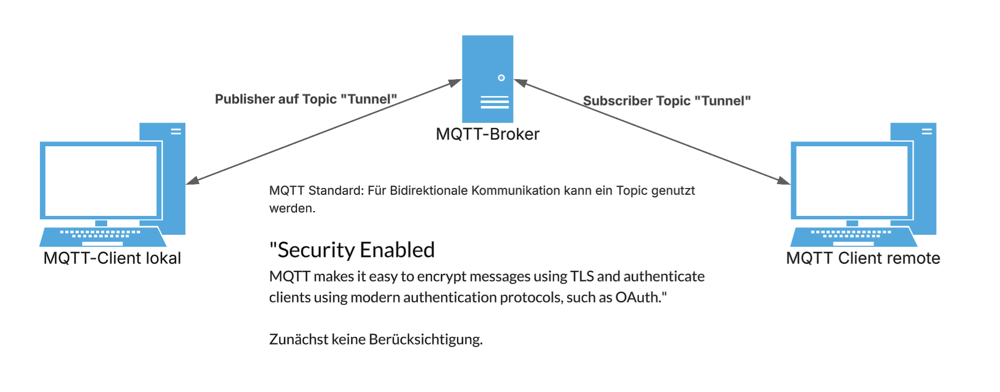 Publisher auf Topic "Tunnel"
Subscriber Topic "Tunnel"
MQTT-Broker
MQTT Standard: Für Bidirektionale Kommunikation kann ein Topic genutzt
werden.
"Security Enabled
MQTT-Client lokal
MQTT Client remote
MQTT makes it easy to encrypt messages using TLS and authenticate
clients using modern authentication protocols, such as OAuth."
Zunächst keine Berücksichtigung.